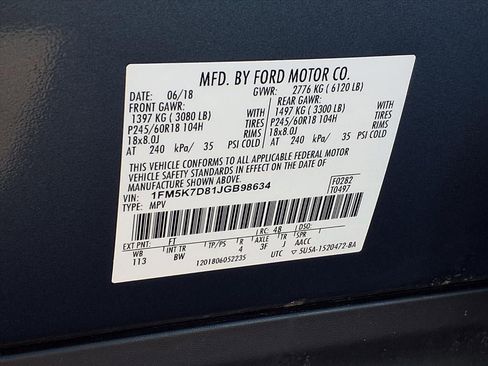 MFD. BY FORD MOTOR CO.
DATE: 06/18 GVWR: 2776 KG ( 6120 LB)
FRONT GAWR: REAR GAWR:
1397 KG ( 3080 LB) WITH 1497 KG ( 3300 LB) WITH
P245/60R18 104H TIRES P245/60R18 104H TIRES
18x8.0J RIMS 18x8.0J RIMS
AT 240 kPa/ 35 PSI COLD AT 240 kPa/ 35 PSI COLD
THIS VEHICLE CONFORMS TO ALL APPLICABLE FEDERAL MOTOR
VEHICLE SAFETY STANDARDS IN EFFECT ON THE DATE OF
MANUFACTURE SHOWN ABOVE.
VIN: 1FM5K7D81JGB98634 F0282
TYPE: MPV T0497
EXT PNT: FT RC: 48 DSO:
WB INT TR TP/PS R AXLE TR SPR
113 BW 4 3F J AACC
1201806052235 UTC ▽ 5U5A-1520472-BA